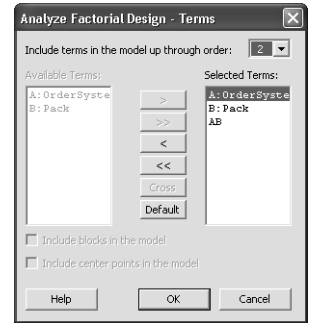 Analyze Factorial Design - Terms
Include terms in the model up through order: 2
Available Terms:
A:OrderSyste
B:Pack
>
>>
<
<<
Cross
Default
Selected Terms:
A:OrderSyste
B:Pack
AB
Include blocks in the model
Include center points in the model
Help
OK
Cancel